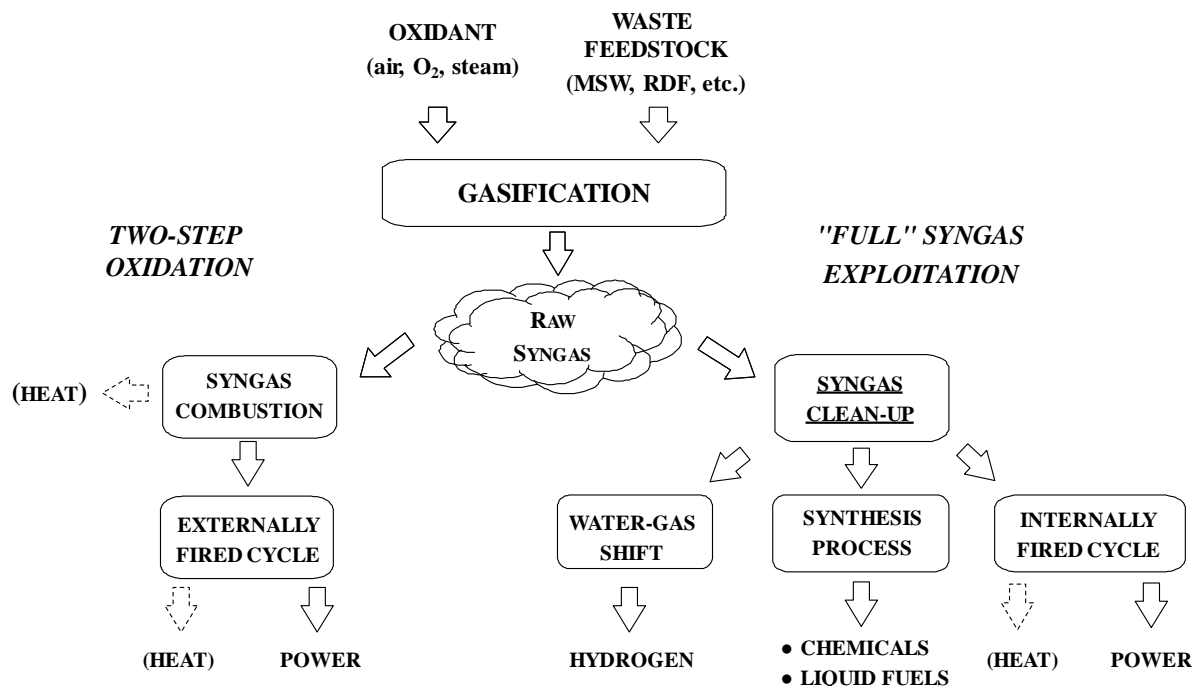 OXIDANT
(air, O₂, steam)
WASTE
FEEDSTOCK
(MSW, RDF, etc.)
GASIFICATION
TWO-STEP
OXIDATION
"FULL" SYNGAS
EXPLOITATION
RAW
SYNGAS
(HEAT)
SYNGAS
COMBUSTION
SYNGAS
CLEAN-UP
EXTERNALLY
FIRED CYCLE
WATER-GAS
SHIFT
SYNTHESIS
PROCESS
INTERNALLY
FIRED CYCLE
(HEAT)
POWER
HYDROGEN
● CHEMICALS
● LIQUID FUELS
(HEAT)
POWER